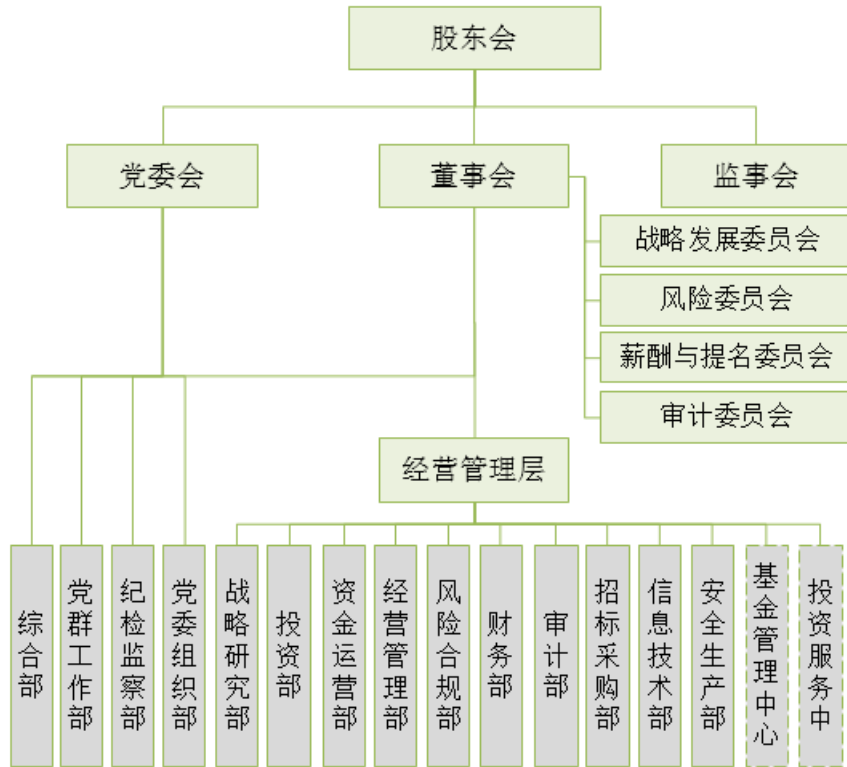 股东会
党委会
董事会
监事会
战略发展委员会
风险委员会
薪酬与提名委员会
审计委员会
经营管理层
综合部
党群工作部
纪检监察部
党委组织部
战略研究部
投资部
资金运营部
经营管理部
风险合规部
财务部
审计部
招标采购部
信息技术部
安全生产部
基金管理中心
投资服务中